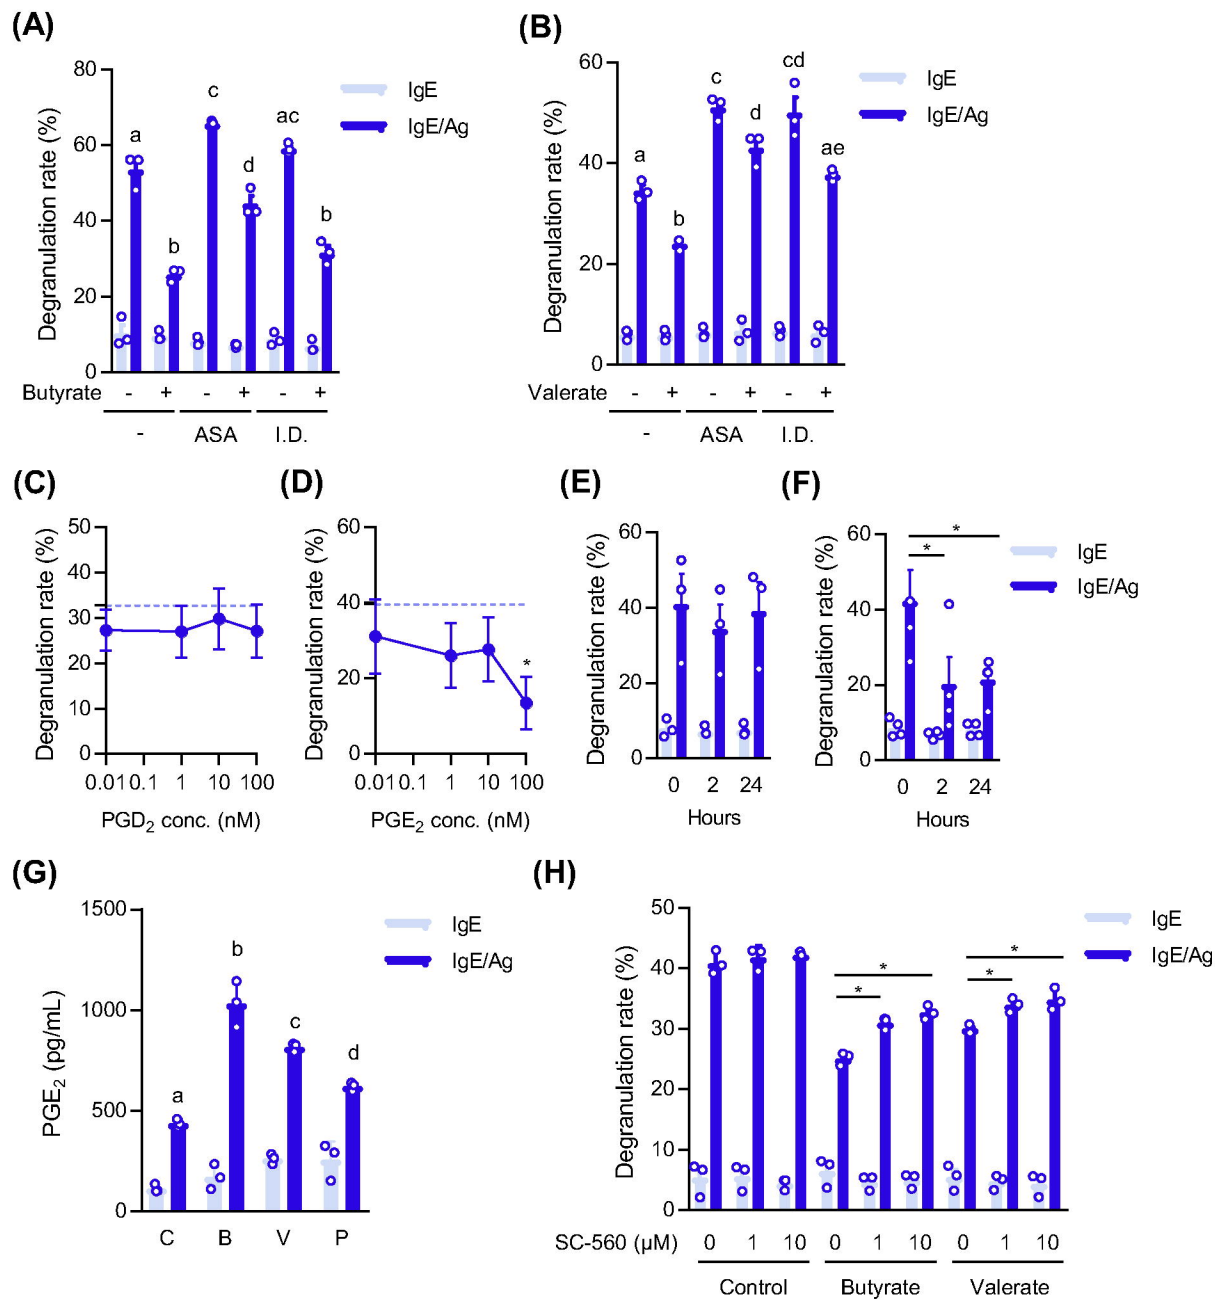 (A)
80
60
40
20
0
Degranulation rate (%)
a
b
c
d
ac
b
IgE
IgE/Ag
Butyrate - + - + - +
- ASA I.D.
(B)
60
40
20
0
Degranulation rate (%)
a
b
c
d
cd
ae
IgE
IgE/Ag
Valerate - + - + - +
- ASA I.D.
(C)
50
40
30
20
10
0
Degranulation rate (%)
0.01 0.1 1 10 100
PGD2 conc. (nM)
(D)
60
40
20
0
Degranulation rate (%)
*
0.01 0.1 1 10 100
PGE2 conc. (nM)
(E)
60
40
20
0
Degranulation rate (%)
0 2 24
Hours
(F)
60
40
20
0
Degranulation rate (%)
*
*
IgE
IgE/Ag
0 2 24
Hours
(G)
1500
1000
500
0
PGE2 (pg/mL)
a
b
c
d
IgE
IgE/Ag
C B V P
(H)
50
40
30
20
10
0
Degranulation rate (%)
*
*
*
*
IgE
IgE/Ag
SC-560 (μM) 0 1 10 0 1 10 0 1 10
Control Butyrate Valerate